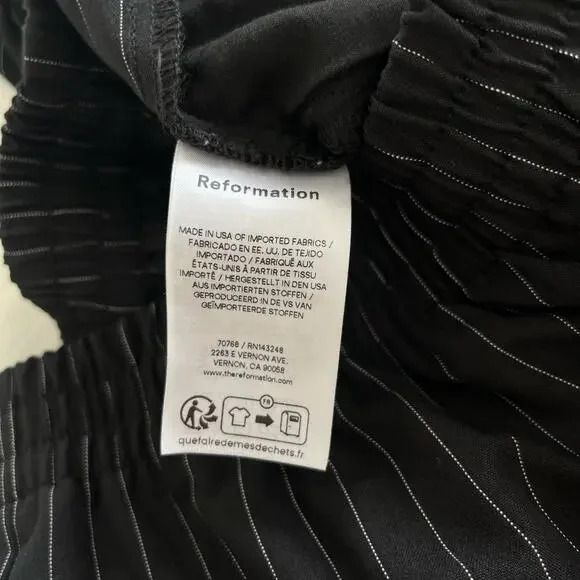 Reformation
MADE IN USA OF IMPORTED FABRICS /
FABRICADO EN EE. UU. DE TEJIDO
IMPORTADO / FABRIQUÉ AUX
ÉTATS-UNIS À PARTIR DE TISSU
IMPORTÉ / HERGESTELLT IN DEN USA
AUS IMPORTIERTEN STOFFEN /
GEPRODUCEERD IN DE VS VAN
GEÏMPORTEERDE STOFFEN
70768 / RN143248
2263 E VERNON AVE.
VERNON, CA 90058
www.thereformation.com
FR
quefairedemesdechets.fr